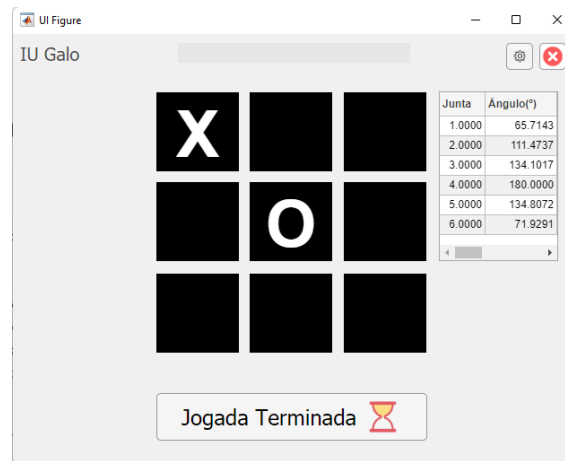 UI Figure
IU Galo
X
O
Junta Ângulo(º)
1.0000 65.7143
2.0000 111.4737
3.0000 134.1017
4.0000 180.0000
5.0000 134.8072
6.0000 71.9291
Jogada Terminada